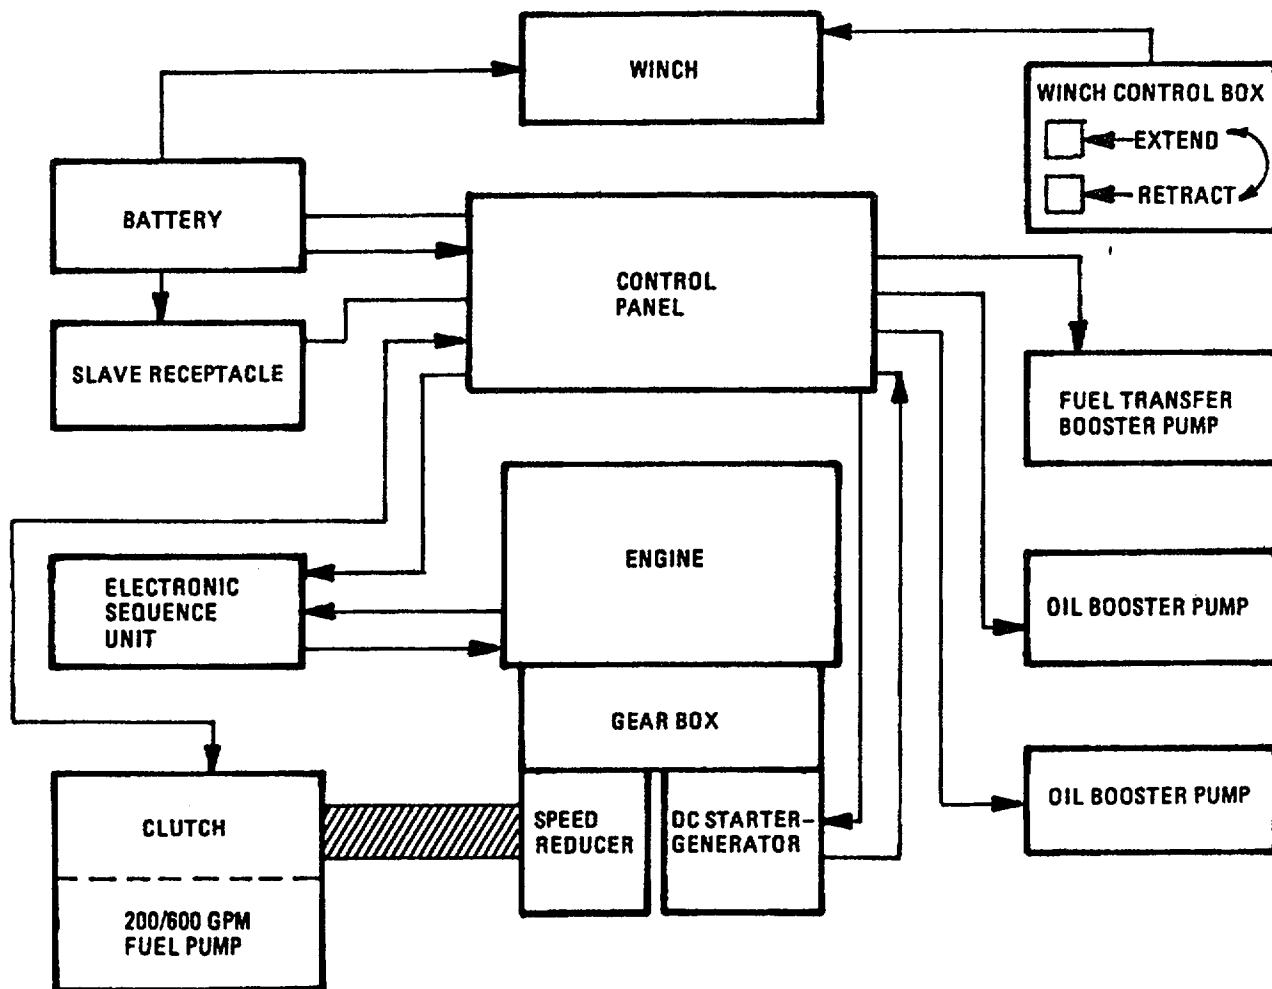 WINCH
WINCH CONTROL BOX
EXTEND
RETRACT
BATTERY
CONTROL
PANEL
SLAVE RECEPTACLE
FUEL TRANSFER
BOOSTER PUMP
ENGINE
ELECTRONIC
SEQUENCE
UNIT
OIL BOOSTER PUMP
GEAR BOX
OIL BOOSTER PUMP
CLUTCH
SPEED
REDUCER
DC STARTER-
GENERATOR
200/600 GPM
FUEL PUMP